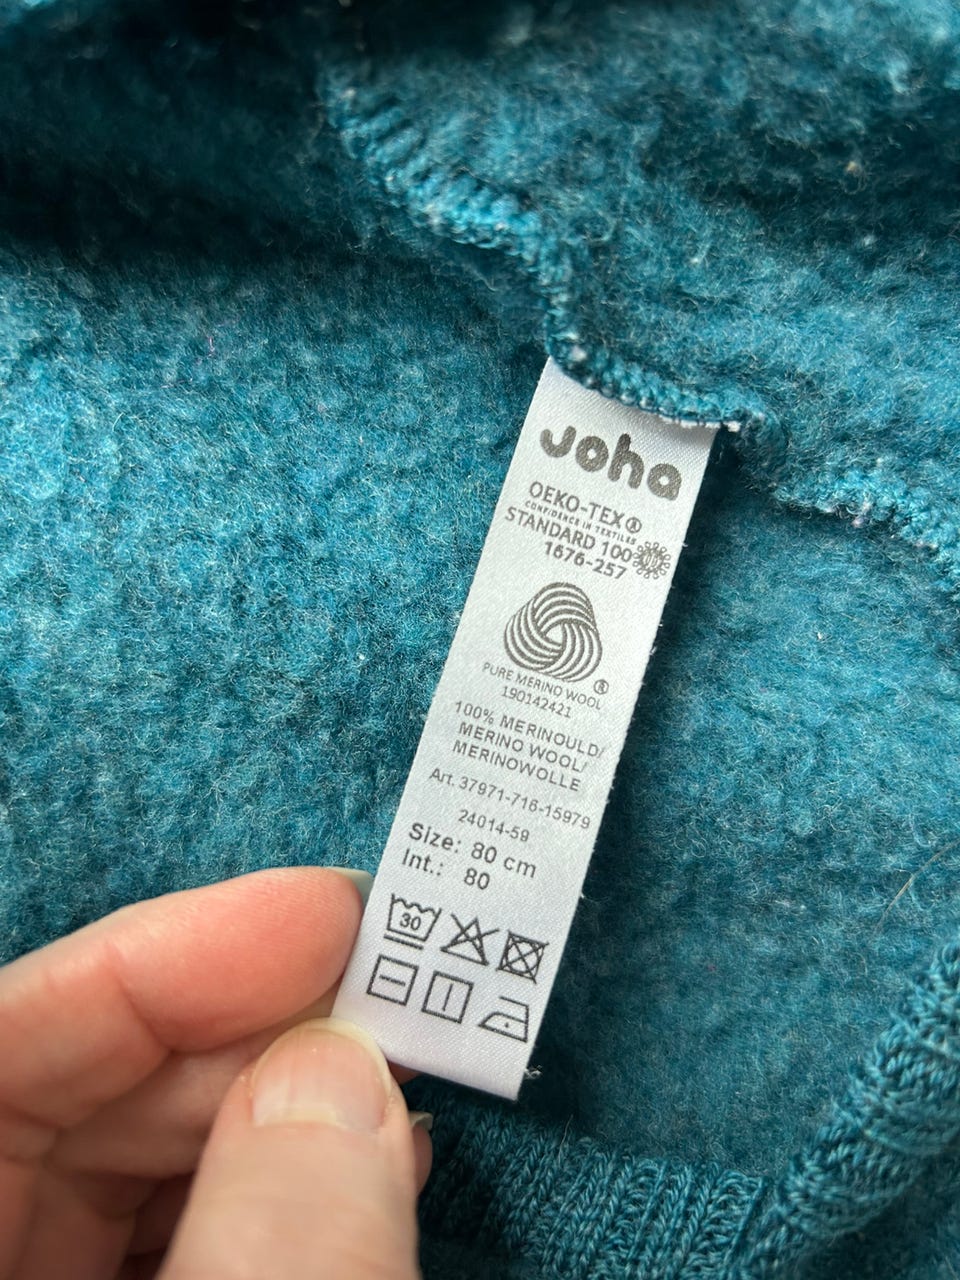 joha
OEKO-TEX®
CONFIDENCE IN TEXTILES
STANDARD 100
1676-257
PURE MERINO WOOL
®
190142421
100% MERINOULD/
MERINO WOOL/
MERINOWOLLE
Art. 37971-716-15979
24014-59
Size: 80 cm
Int.: 80
30